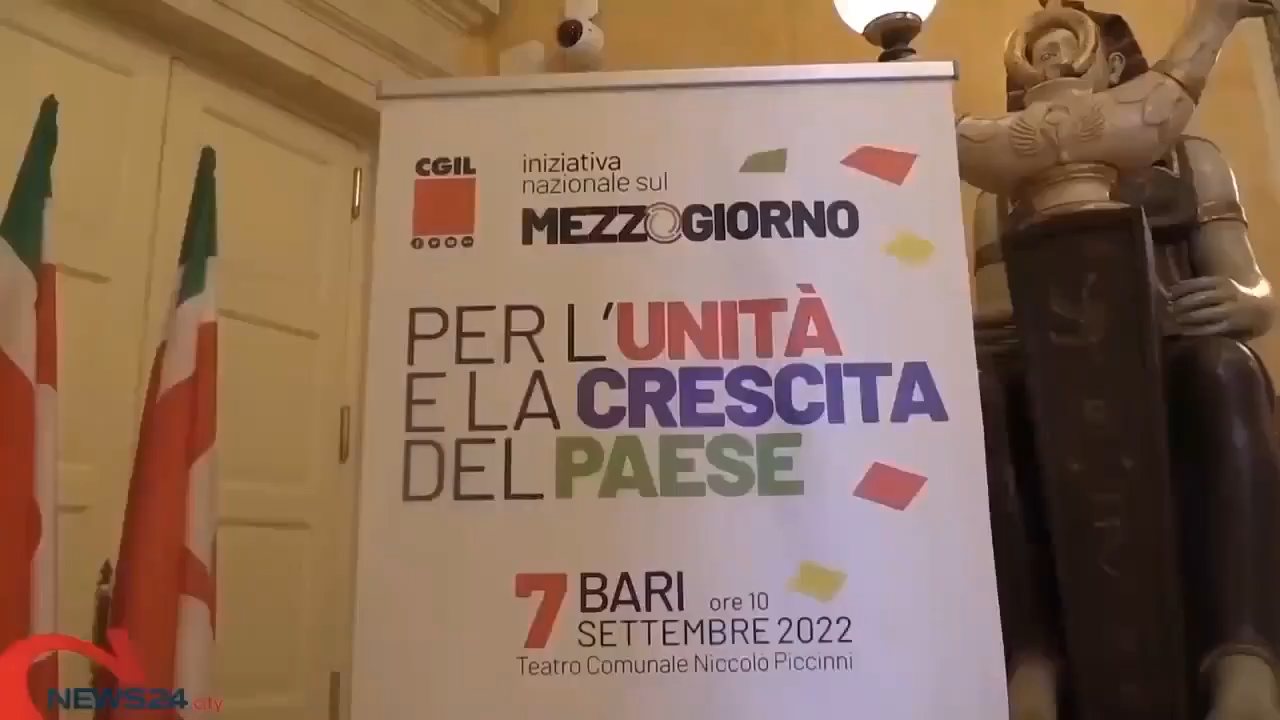 CGIL
iniziativa
nazionale sul
MEZZOGIORNO
PER L'UNITÀ
E LA CRESCITA
DEL PAESE
7 BARI ore 10
SETTEMBRE 2022
Teatro Comunale Niccolò Piccinni
NEWS24.city